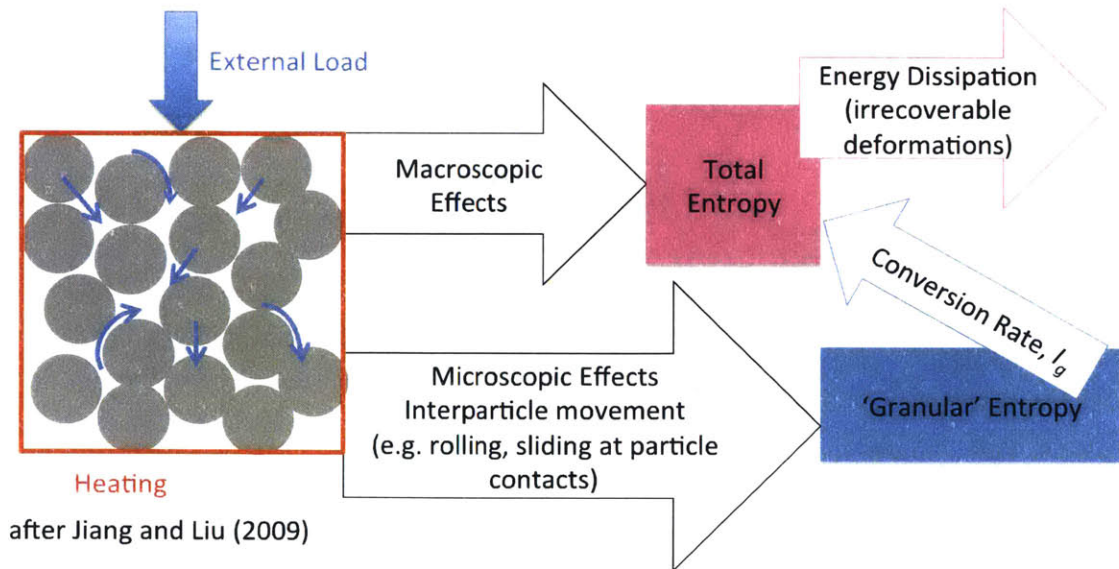 External Load
Energy Dissipation
(irrecoverable
deformations)
Macroscopic
Effects
Total
Entropy
Conversion Rate, I_g
Microscopic Effects
Interparticle movement
(e.g. rolling, sliding at particle
contacts)
‘Granular’ Entropy
Heating
after Jiang and Liu (2009)